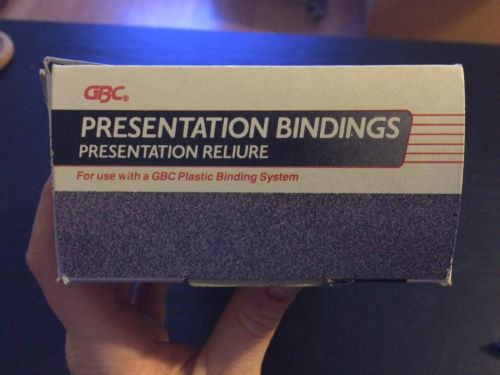 GBC®
PRESENTATION BINDINGS
PRESENTATION RELIURE
For use with a GBC Plastic Binding System